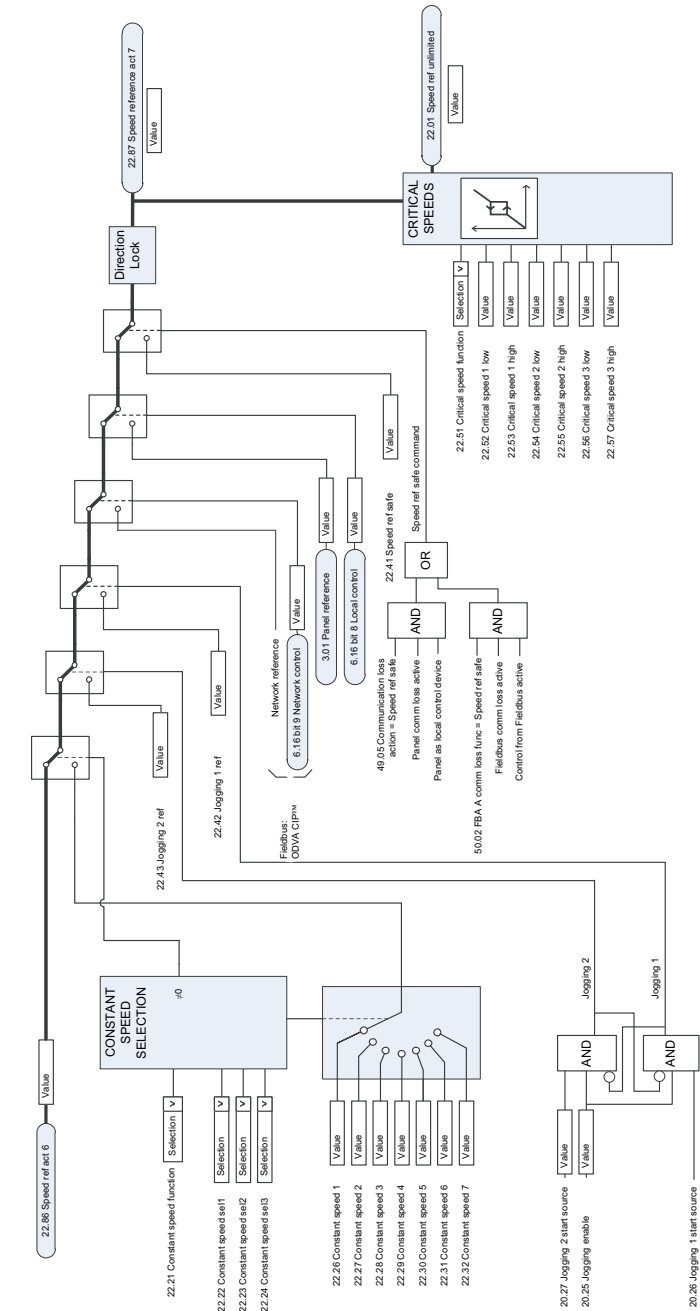 22.86 Speed ref act 6
Value
22.21 Constant speed function
Selection
v
22.22 Constant speed sel1
Selection
v
22.23 Constant speed sel2
Selection
v
22.24 Constant speed sel3
Selection
v
CONSTANT
SPEED
SELECTION
≠0
22.26 Constant speed 1
Value
22.27 Constant speed 2
Value
22.28 Constant speed 3
Value
22.29 Constant speed 4
Value
22.30 Constant speed 5
Value
22.31 Constant speed 6
Value
22.32 Constant speed 7
Value
20.27 Jogging 2 start source
Value
20.25 Jogging enable
Value
20.26 Jogging 1 start source
AND
AND
Jogging 2
Jogging 1
22.43 Jogging 2 ref
Value
22.42 Jogging 1 ref
Value
Fieldbus:
ODVA CIP™
Network reference
6.16 bit 9 Network control
Value
3.01 Panel reference
Value
6.16 bit 8 Local control
Value
22.41 Speed ref safe
Value
49.05 Communication loss
action = Speed ref safe
Panel comm loss active
Panel as local control device
AND
50.02 FBA A comm loss func = Speed ref safe
Fieldbus comm loss active
Control from Fieldbus active
AND
OR
Speed ref safe command
Direction
Lock
22.87 Speed reference act 7
Value
22.51 Critical speed function
Selection
v
22.52 Critical speed 1 low
Value
22.53 Critical speed 1 high
Value
22.54 Critical speed 2 low
Value
22.55 Critical speed 2 high
Value
22.56 Critical speed 3 low
Value
22.57 Critical speed 3 high
Value
CRITICAL
SPEEDS
22.01 Speed ref unlimited
Value